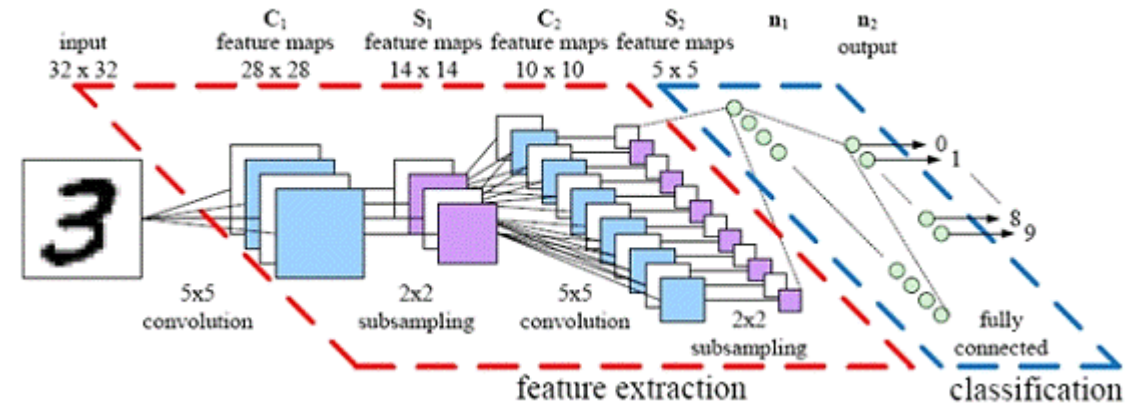 input
32 x 32
C₁
feature maps
28 x 28
S₁
feature maps
14 x 14
C₂
feature maps
10 x 10
S₂
feature maps
5 x 5
n₁
n₂
output
3
0
1
8
9
5x5
convolution
2x2
subsampling
5x5
convolution
2x2
subsampling
fully
connected
feature extraction
classification